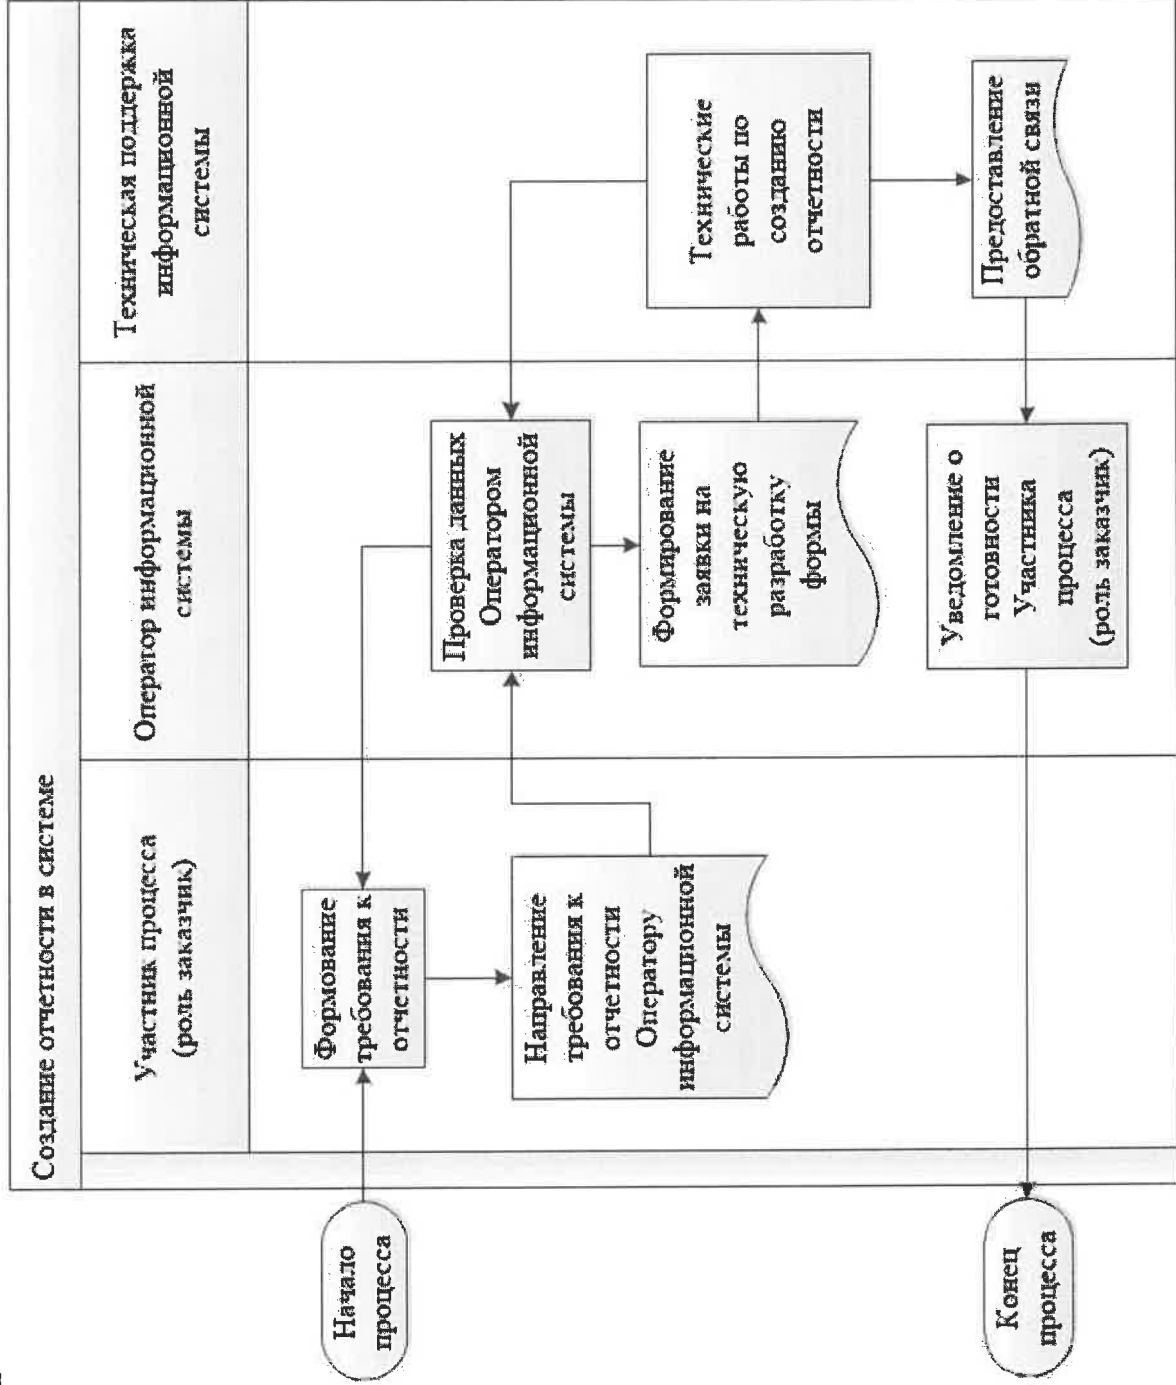 Создание отчетности в системе
Участник процесса
(роль заказчик)
Оператор информационной
системы
Техническая поддержка
информационной
системы
Начало
процесса
Формование
требования к
отчетности
Направление
требования к
отчетности
Оператору
информационной
системы
Проверка данных
Оператором
информационной
системы
Формирование
заявки на
техническую
разработку
формы
Технические
работы по
созданию
отчетности
Предоставление
обратной связи
Уведомление о
готовности
Участника
процесса
(роль заказчик)
Конец
процесса